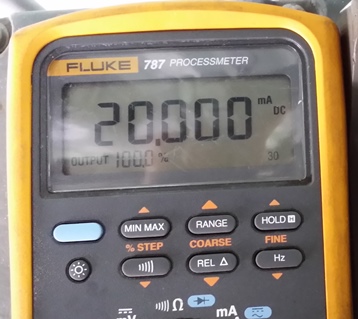 FLUKE 787 PROCESSMETER
20.000 mA DC
OUTPUT 100.0 % 30
MIN MAX RANGE HOLD H
% STEP COARSE FINE
REL Δ Hz
Ω
mV mA